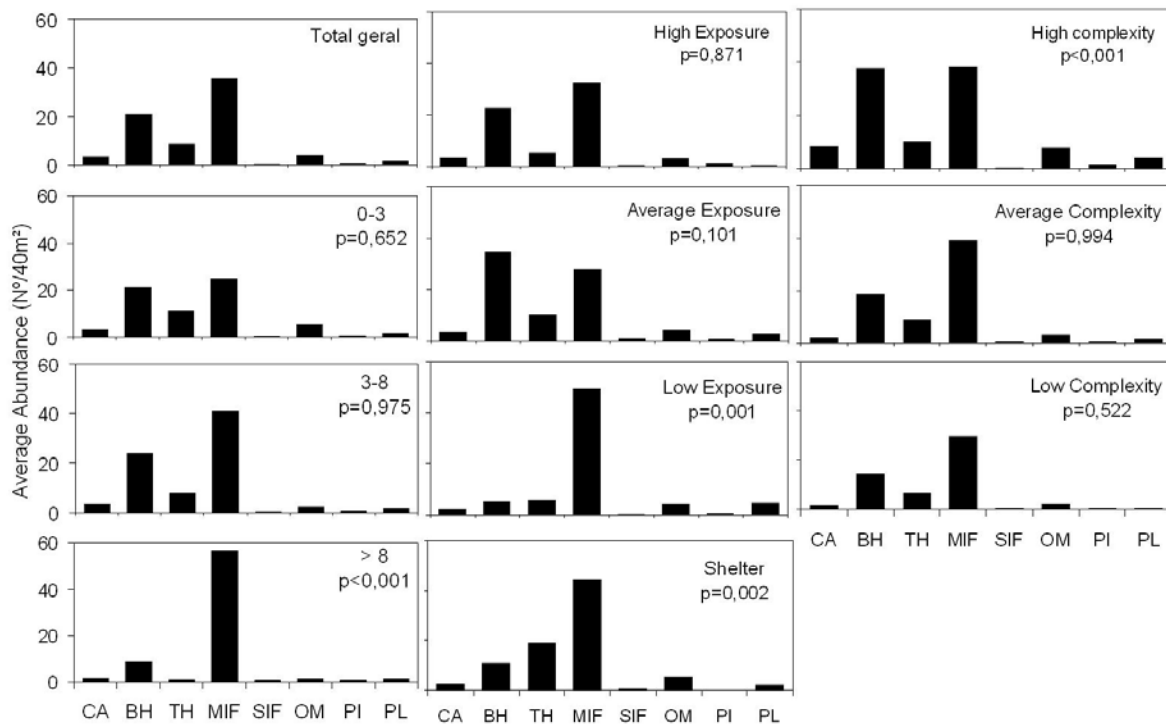 Average Abundance (Nº/40m²)
60
40
20
0
Total geral
High Exposure
p=0,871
High complexity
p<0,001
60
40
20
0
0-3
p=0,652
Average Exposure
p=0,101
Average Complexity
p=0,994
60
40
20
0
3-8
p=0,975
Low Exposure
p=0,001
Low Complexity
p=0,522
CA BH TH MIF SIF OM PI PL
60
40
20
0
> 8
p<0,001
Shelter
p=0,002
CA BH TH MIF SIF OM PI PL
CA BH TH MIF SIF OM PI PL